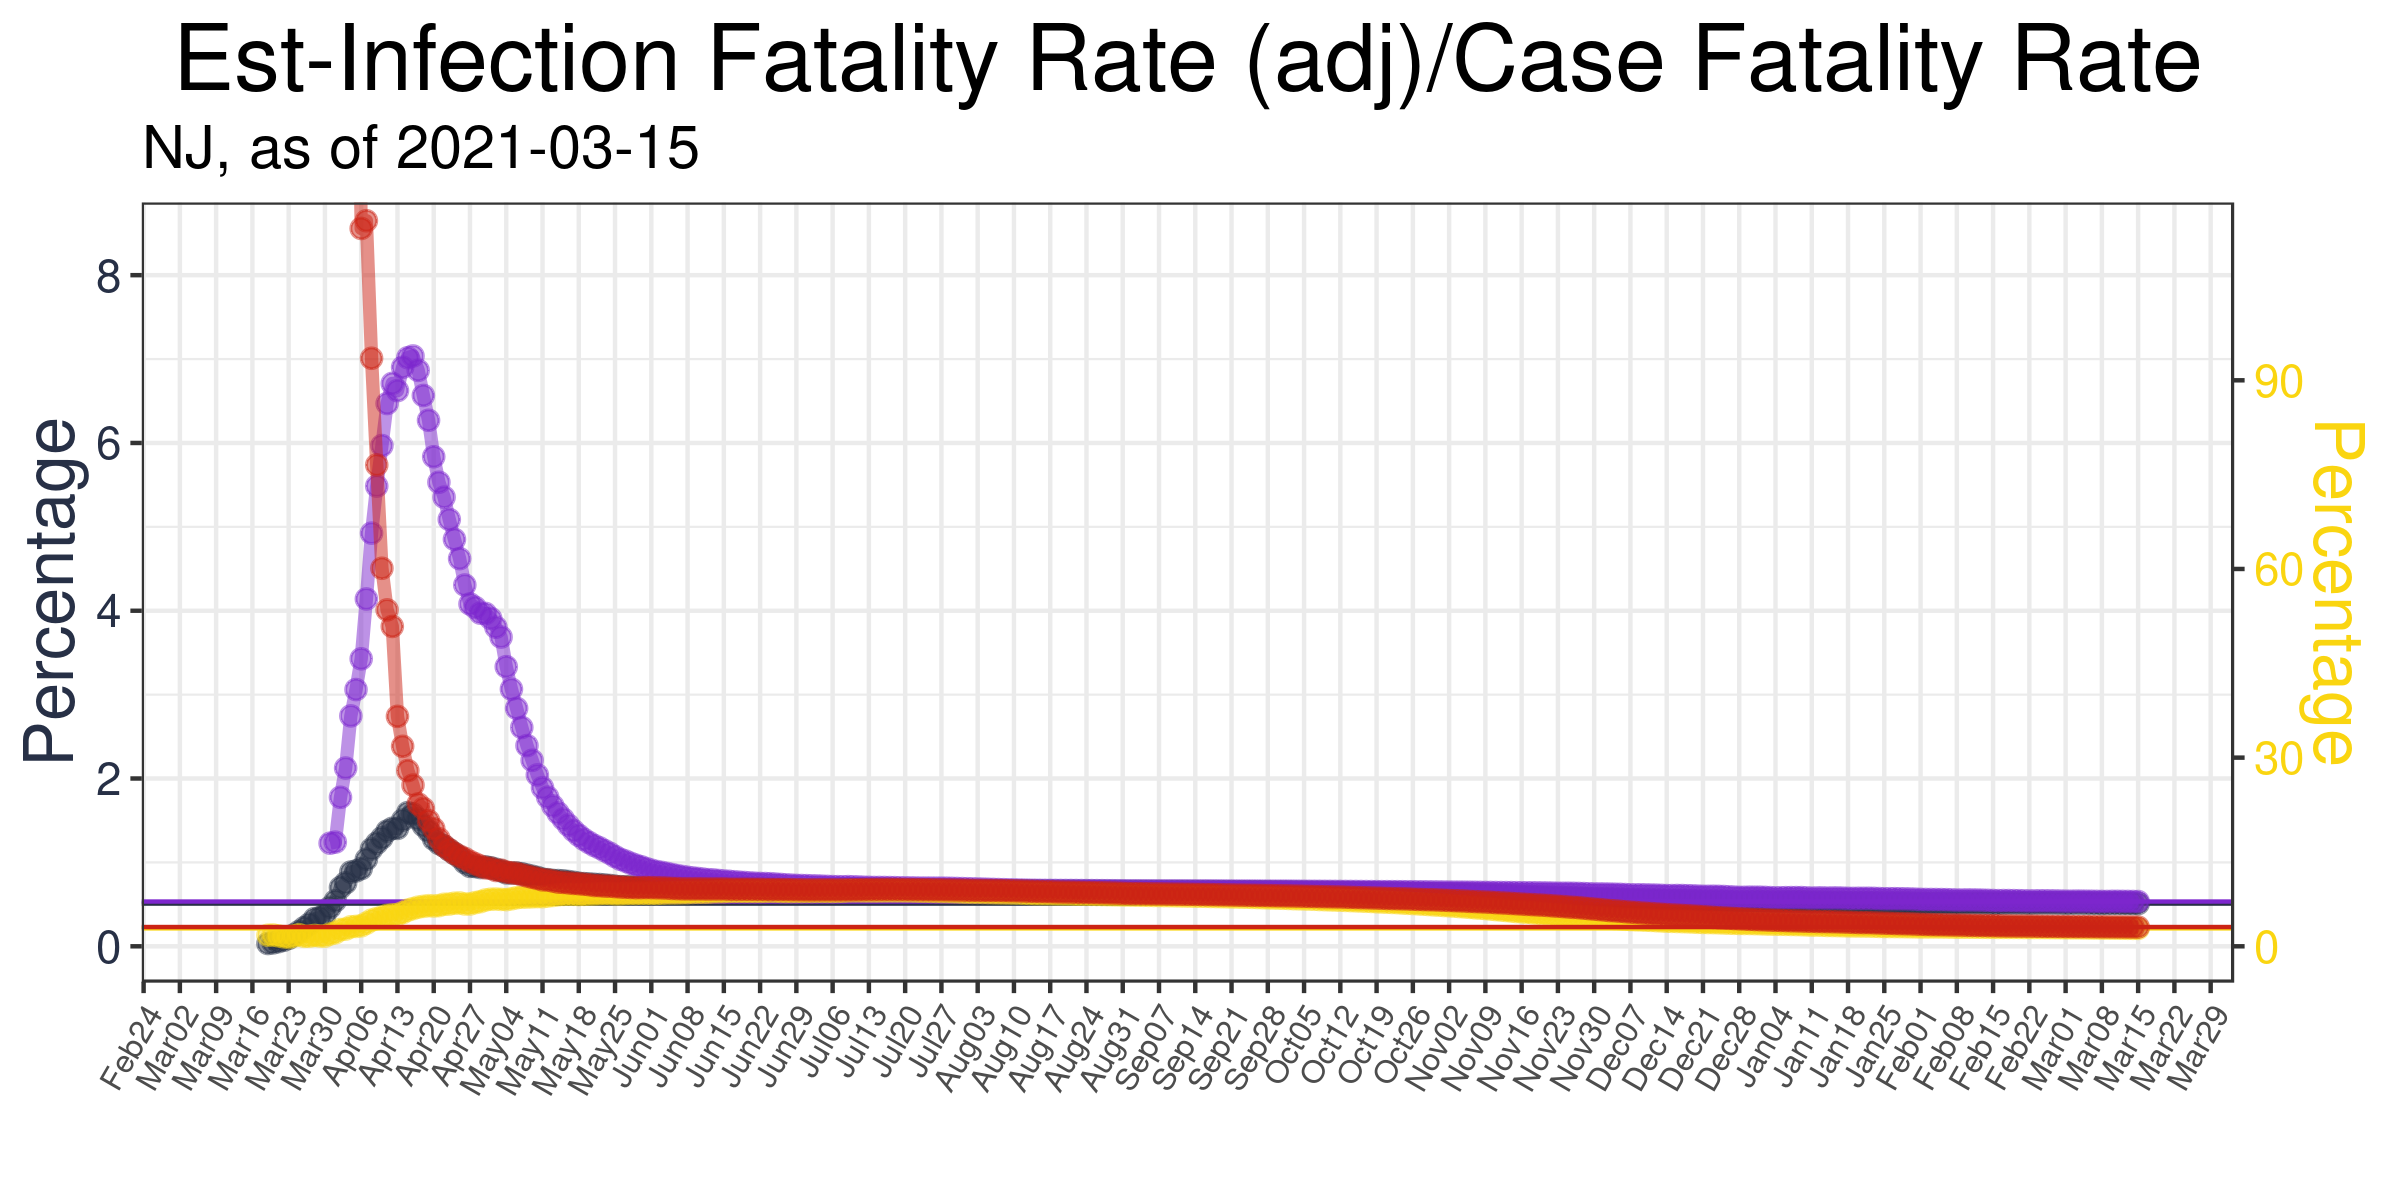 Est-Infection Fatality Rate (adj)/Case Fatality Rate
NJ, as of 2021-03-15
Percentage
8
6
4
2
0
90
60
30
0
Percentage
Feb24
Mar02
Mar09
Mar16
Mar23
Mar30
Apr06
Apr13
Apr20
Apr27
May04
May11
May18
May25
Jun01
Jun08
Jun15
Jun22
Jun29
Jul06
Jul13
Jul20
Jul27
Aug03
Aug10
Aug17
Aug24
Aug31
Sep07
Sep14
Sep21
Sep28
Oct05
Oct12
Oct19
Oct26
Nov02
Nov09
Nov16
Nov23
Nov30
Dec07
Dec14
Dec21
Dec28
Jan04
Jan11
Jan18
Jan25
Feb01
Feb08
Feb15
Feb22
Mar01
Mar08
Mar15
Mar22
Mar29